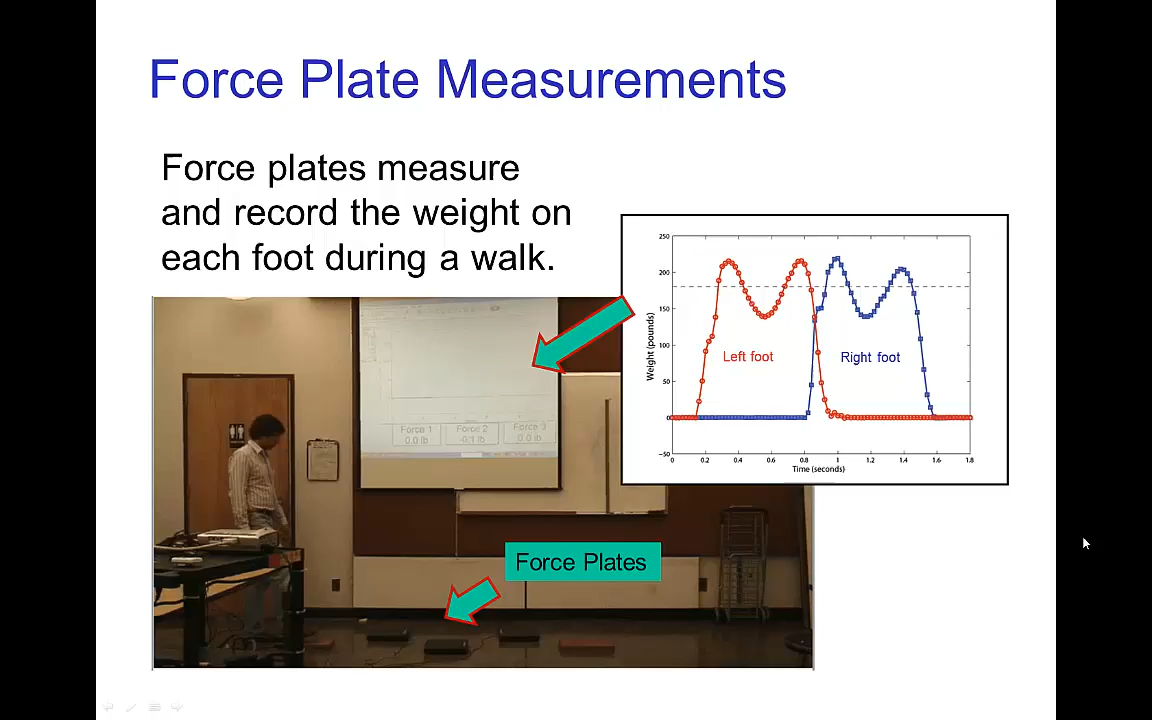 Force Plate Measurements
Force plates measure
and record the weight on
each foot during a walk.
250
200
150
100
50
0
−50
Weight (pounds)
Left foot
Right foot
0 0.2 0.4 0.6 0.8 1 1.2 1.4 1.6 1.8
Time (seconds)
Force 1 Force 2 Force 3
0.0 lb -0.1 lb 0.0 lb
Force Plates